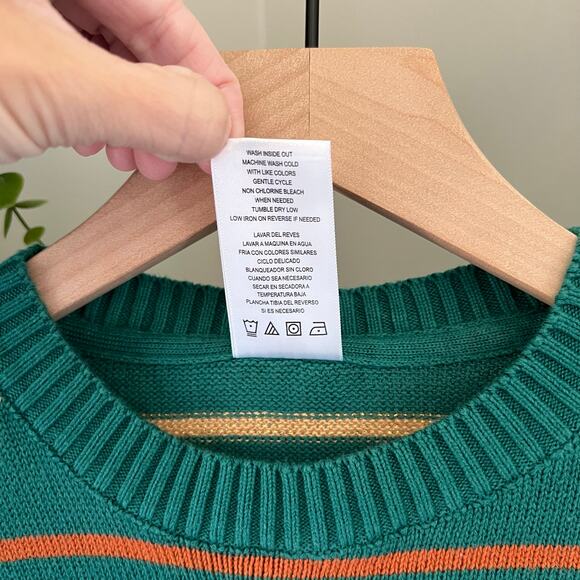 WASH INSIDE OUT
MACHINE WASH COLD
WITH LIKE COLORS
GENTLE CYCLE
NON CHLORINE BLEACH
WHEN NEEDED
TUMBLE DRY LOW
LOW IRON ON REVERSE IF NEEDED
LAVAR DEL REVES
LAVAR A MAQUINA EN AGUA
FRIA CON COLORES SIMILARES
CICLO DELICADO
BLANQUEADOR SIN CLORO
CUANDO SEA NECESARIO
SECAR EN SECADORA A
TEMPERATURA BAJA
PLANCHA TIBIA DEL REVERSO
SI ES NECESARIO